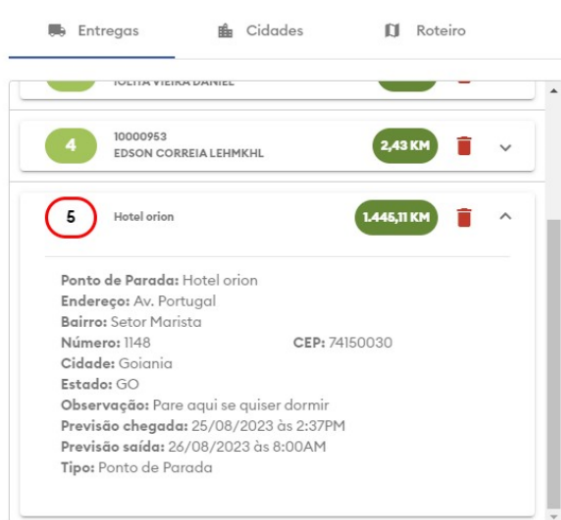 Entregas Cidades Roteiro
IOLITA VIEIRA DANIEL
4 10000953 2,43 KM
EDSON CORREIA LEHMKHL
5 Hotel orion 1.445,11 KM
Ponto de Parada: Hotel orion
Endereço: Av. Portugal
Bairro: Setor Marista
Número: 1148 CEP: 74150030
Cidade: Goiania
Estado: GO
Observação: Pare aqui se quiser dormir
Previsão chegada: 25/08/2023 às 2:37PM
Previsão saída: 26/08/2023 às 8:00AM
Tipo: Ponto de Parada